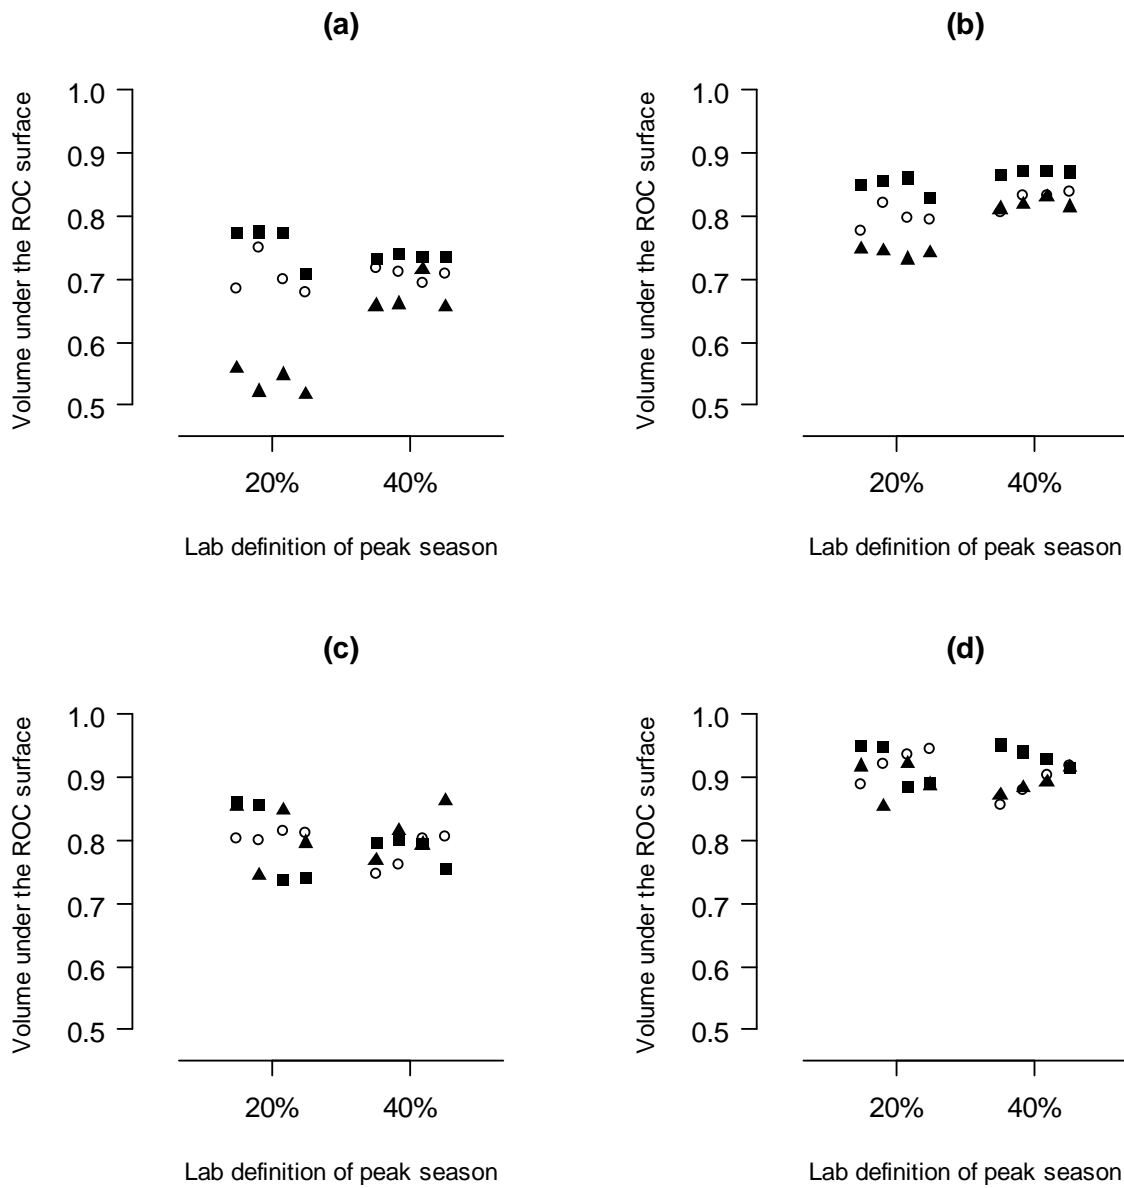 (a)
Volume under the ROC surface
1.0
0.9
0.8
0.7
0.6
0.5
20%
40%
Lab definition of peak season
(b)
Volume under the ROC surface
1.0
0.9
0.8
0.7
0.6
0.5
20%
40%
Lab definition of peak season
(c)
Volume under the ROC surface
1.0
0.9
0.8
0.7
0.6
0.5
20%
40%
Lab definition of peak season
(d)
Volume under the ROC surface
1.0
0.9
0.8
0.7
0.6
0.5
20%
40%
Lab definition of peak season